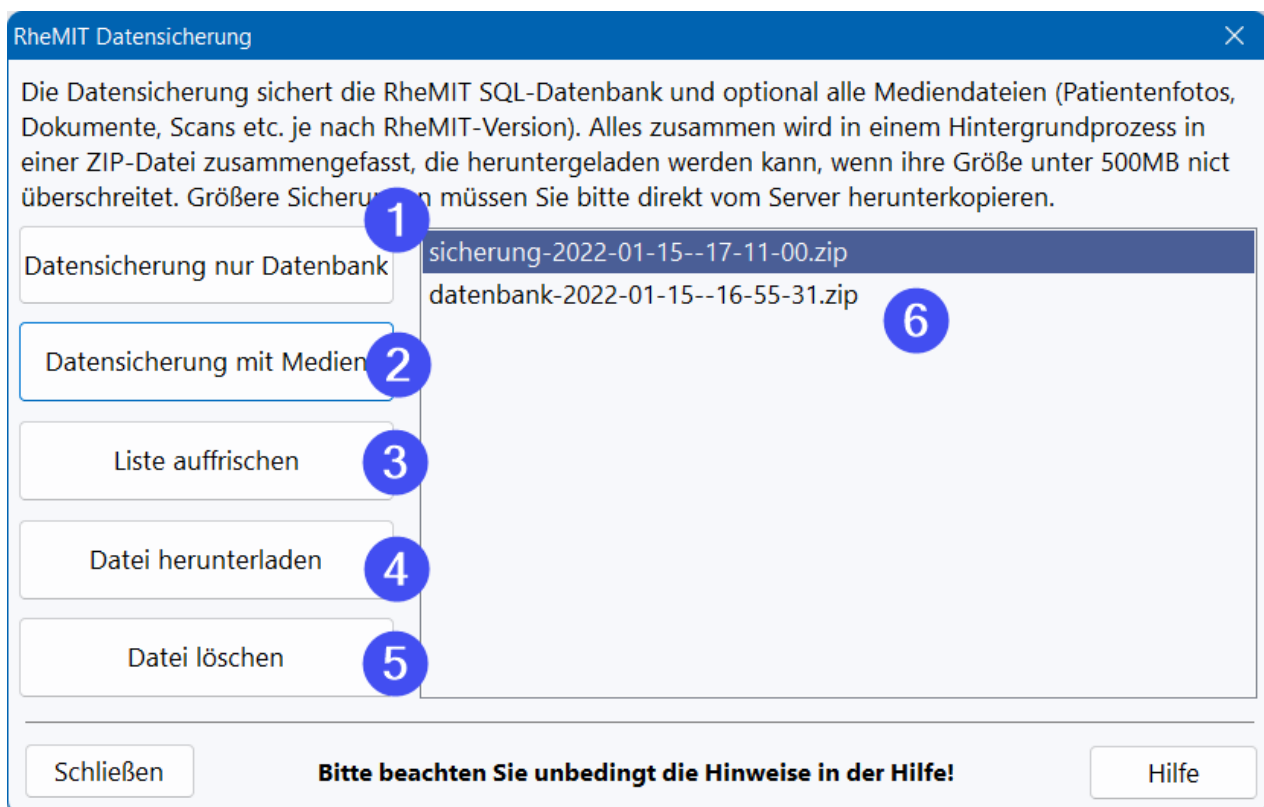 RheMIT Datensicherung
Die Datensicherung sichert die RheMIT SQL-Datenbank und optional alle Mediendateien (Patientenfotos,
Dokumente, Scans etc. je nach RheMIT-Version). Alles zusammen wird in einem Hintergrundprozess in
einer ZIP-Datei zusammengefasst, die heruntergeladen werden kann, wenn ihre Größe unter 500MB nict
überschreitet. Größere Sicherungen müssen Sie bitte direkt vom Server herunterkopieren.
1
Datensicherung nur Datenbank
sicherung-2022-01-15--17-11-00.zip
datenbank-2022-01-15--16-55-31.zip
6
Datensicherung mit Medien
2
Liste auffrischen
3
Datei herunterladen
4
Datei löschen
5
Schließen
Bitte beachten Sie unbedingt die Hinweise in der Hilfe!
Hilfe